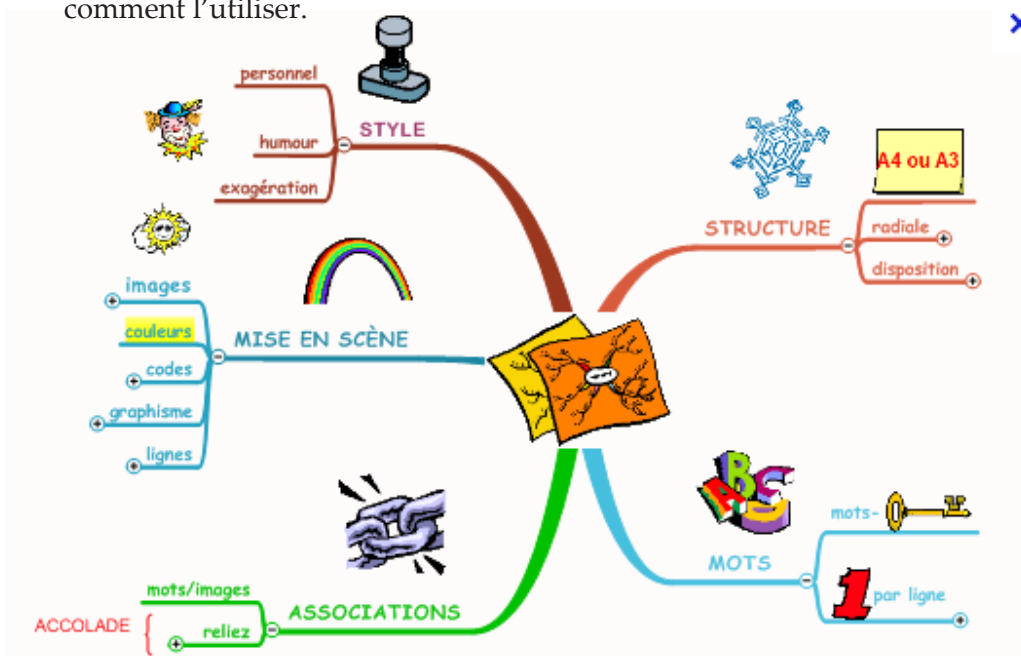 comment l'utiliser.
personnel
STYLE
humour
exagération
A4 ou A3
STRUCTURE
radiale
disposition
images
couleurs
MISE EN SCÈNE
codes
graphisme
lignes
ABC
mots-
MOTS
1 par ligne
mots/images
ASSOCIATIONS
ACCOLADE
reliez